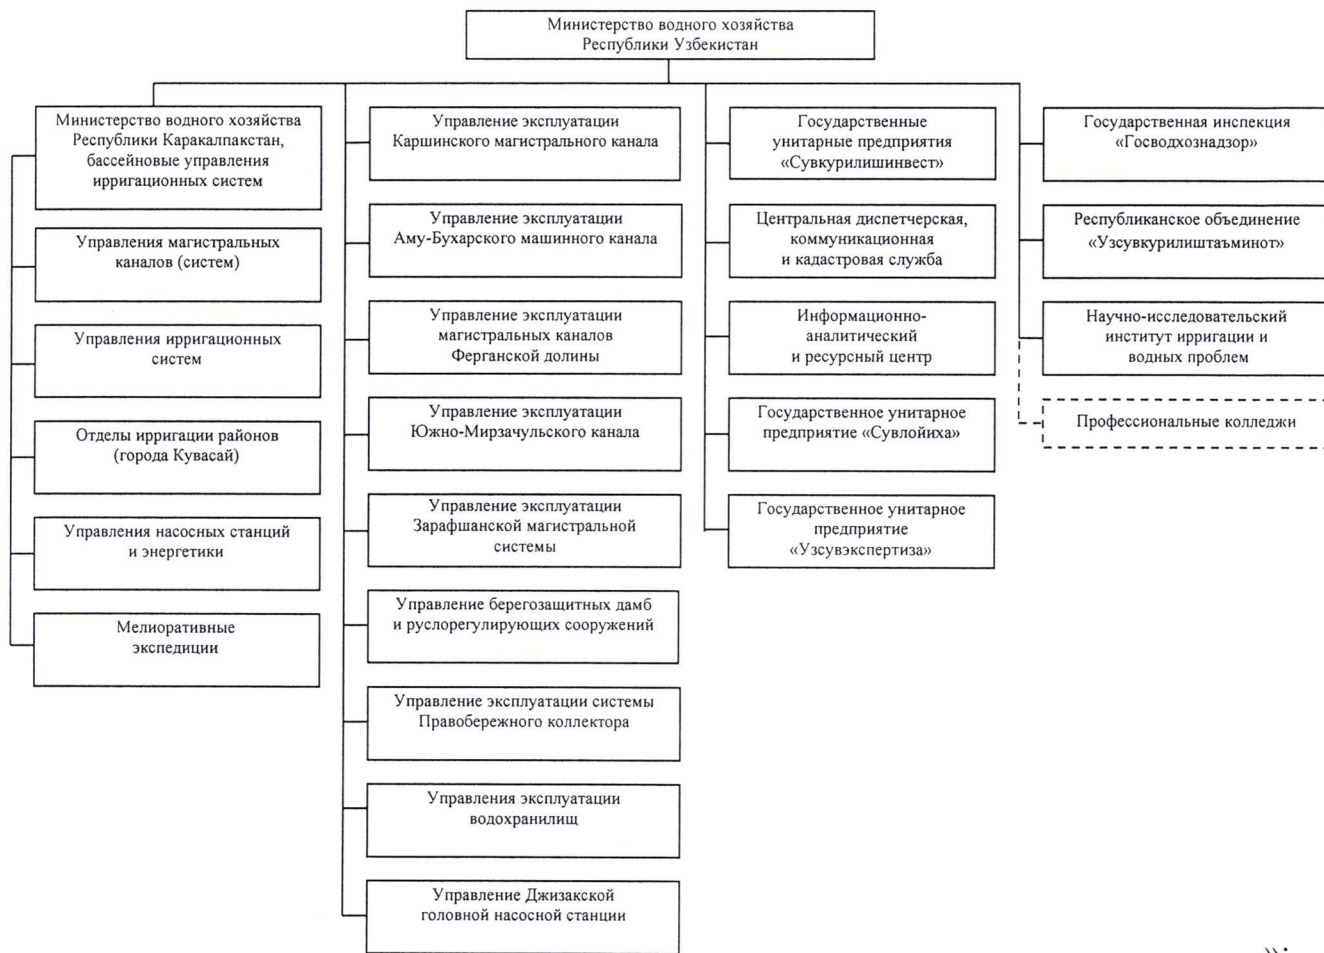 Министерство водного хозяйства
Республики Узбекистан
Министерство водного хозяйства
Республики Каракалпакстан,
бассейновые управления
ирригационных систем
Управления магистральных
каналов (систем)
Управления ирригационных
систем
Отделы ирригации районов
(города Кувасай)
Управления насосных станций
и энергетики
Мелиоративные
экспедиции
Управление эксплуатации
Каршинского магистрального канала
Управление эксплуатации
Аму-Бухарского машинного канала
Управление эксплуатации
магистральных каналов
Ферганской долины
Управление эксплуатации
Южно-Мирзачульского канала
Управление эксплуатации
Зарафшанской магистральной
системы
Управление берегозащитных дамб
и руслорегулирующих сооружений
Управление эксплуатации системы
Правобережного коллектора
Управления эксплуатации
водохранилищ
Управление Джизакской
головной насосной станции
Государственные
унитарные предприятия
«Сувкурилишинвест»
Центральная диспетчерская,
коммуникационная
и кадастровая служба
Информационно-
аналитический
и ресурсный центр
Государственное унитарное
предприятие «Сувлойиха»
Государственное унитарное
предприятие
«Узсувэкспертиза»
Государственная инспекция
«Госводхознадзор»
Республиканское объединение
«Узсувкурилиштаъминот»
Научно-исследовательский
институт ирригации и
водных проблем
Профессиональные колледжи
»;